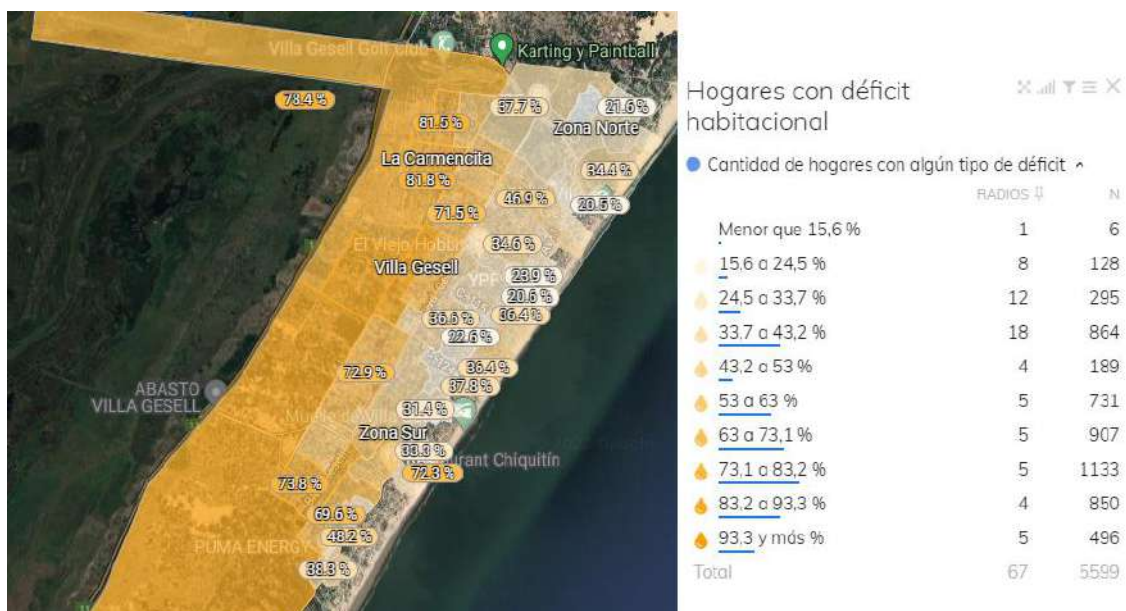 Villa Gesell Golf Club
Karting y Paintball
78.4 %
37.7 %
21.6 %
81.5 %
Zona Norte
La Carmencita
81.8 %
34.4 %
46.9 %
20.5 %
71.5 %
El Viejo Hobbi
34.6 %
Villa Gesell
YPF
23.9 %
20.6 %
36.6 %
36.4 %
22.6 %
72.9 %
36.4 %
ABASTO
VILLA GESELL
37.8 %
31.4 %
Zona Sur
33.3 %
urant Chiquitín
72.3 %
73.8 %
69.6 %
48.2 %
PUMA ENERGY
38.3 %
Hogares con déficit
habitacional
Cantidad de hogares con algún tipo de déficit
RADIOS N
Menor que 15,6 % 1 6
15,6 a 24,5 % 8 128
24,5 a 33,7 % 12 295
33,7 a 43,2 % 18 864
43,2 a 53 % 4 189
53 a 63 % 5 731
63 a 73,1 % 5 907
73,1 a 83,2 % 5 1133
83,2 a 93,3 % 4 850
93,3 y más % 5 496
Total 67 5599